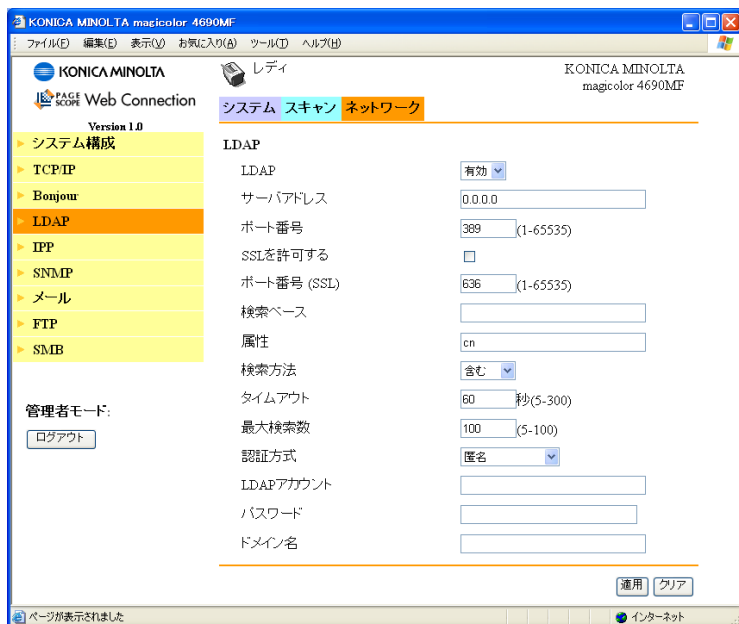 KONICA MINOLTA magicolor 4690MF
ファイル(F) 編集(E) 表示(V) お気に入り(A) ツール(T) ヘルプ(H)
KONICA MINOLTA
レディ
KONICA MINOLTA
magicolor 4690MF
PAGE SCOPE Web Connection
Version 1.0
システム スキャン ネットワーク
システム構成
TCP/IP
Bonjour
LDAP
IPP
SNMP
メール
FTP
SMB
管理者モード:
ログアウト
LDAP
LDAP 有効
サーバアドレス 0.0.0.0
ポート番号 389 (1-65535)
SSLを許可する
ポート番号 (SSL) 636 (1-65535)
検索ベース
属性 cn
検索方法 含む
タイムアウト 60 秒(5-300)
最大検索数 100 (5-100)
認証方式 匿名
LDAPアカウント
パスワード
ドメイン名
適用 クリア
ページが表示されました インターネット